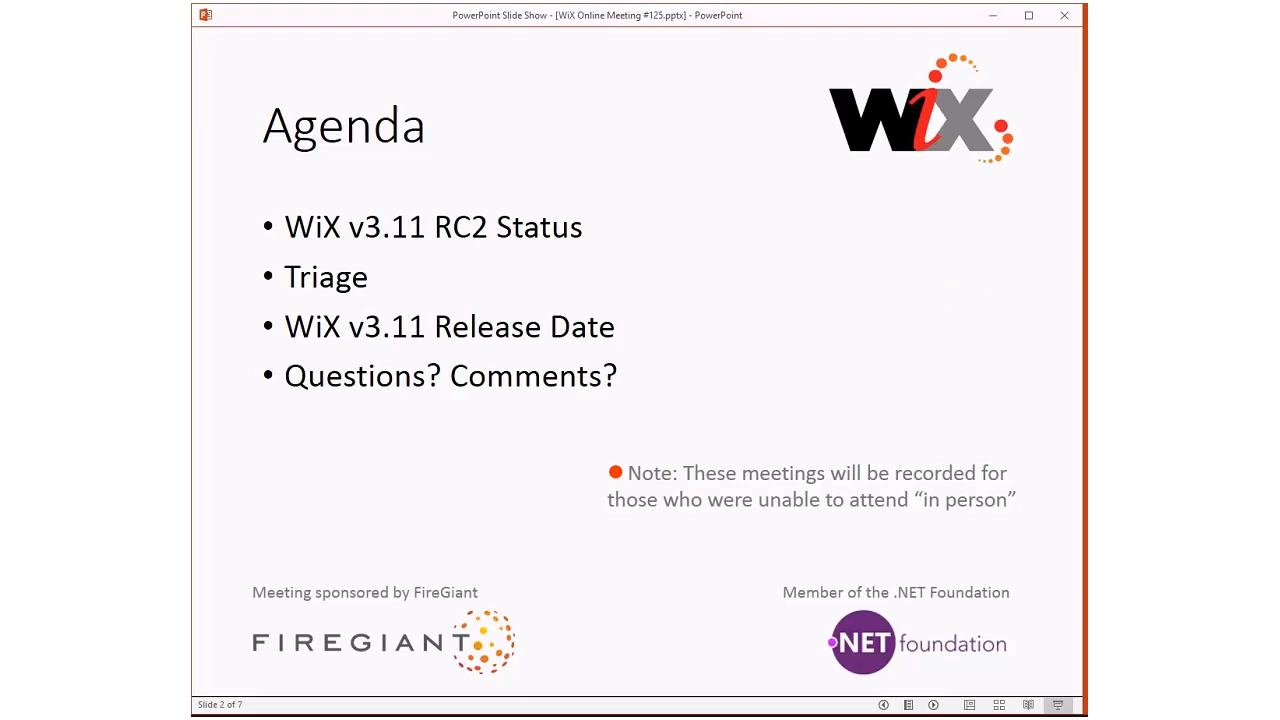 PowerPoint Slide Show - [WiX Online Meeting #125.pptx] - PowerPoint
WiX
Agenda
• WiX v3.11 RC2 Status
• Triage
• WiX v3.11 Release Date
• Questions? Comments?
Note: These meetings will be recorded for
those who were unable to attend “in person”
Meeting sponsored by FireGiant
FIREGIANT
Member of the .NET Foundation
.NET foundation
Slide 2 of 7